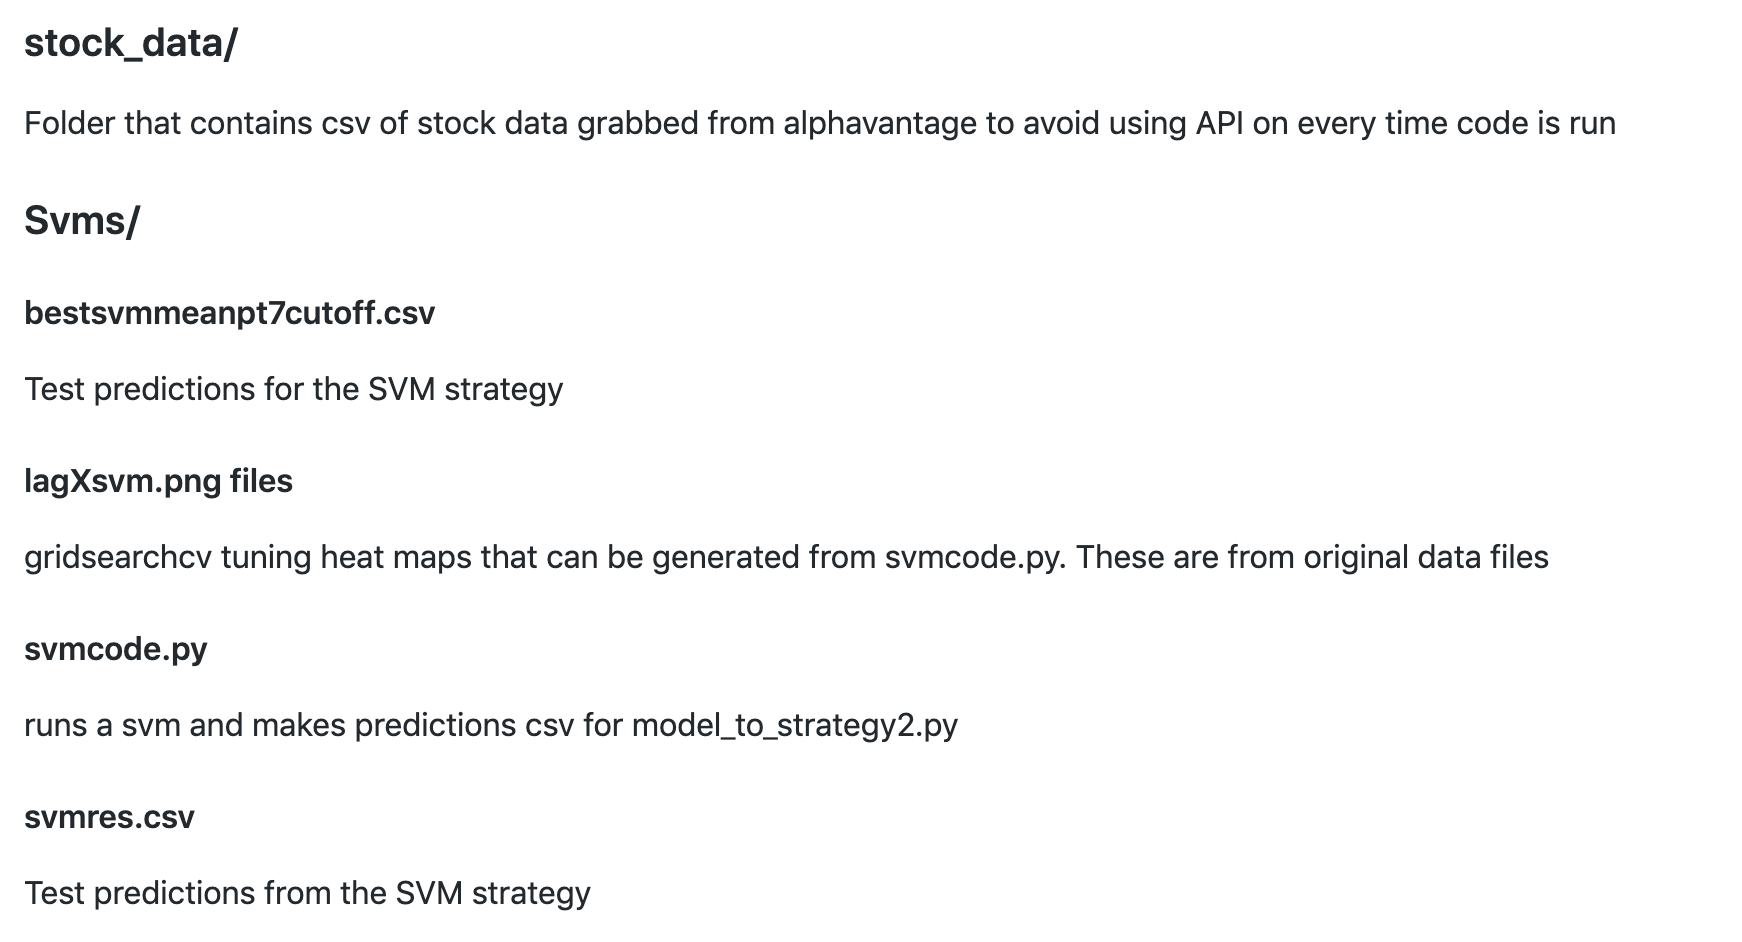 stock_data/
Folder that contains csv of stock data grabbed from alphavantage to avoid using API on every time code is run
Svms/
bestsvmmeanpt7cutoff.csv
Test predictions for the SVM strategy
lagXsvm.png files
gridsearchcv tuning heat maps that can be generated from svmcode.py. These are from original data files
svmcode.py
runs a svm and makes predictions csv for model_to_strategy2.py
svmres.csv
Test predictions from the SVM strategy